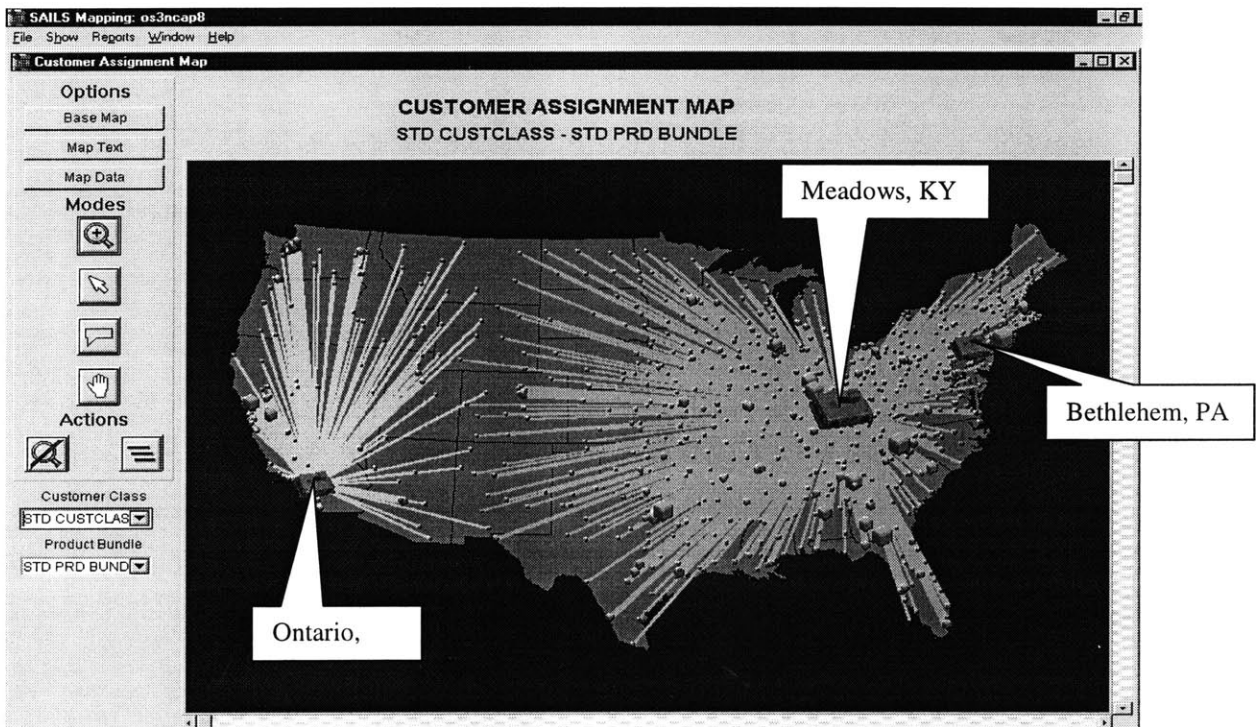 SAILS Mapping: os3ncap8
File Show Reports Window Help
Customer Assignment Map
Options
Base Map
Map Text
Map Data
Modes
Actions
Customer Class
STD CUSTCLAS
Product Bundle
STD PRD BUND
CUSTOMER ASSIGNMENT MAP
STD CUSTCLASS - STD PRD BUNDLE
Meadows, KY
Bethlehem, PA
Ontario,